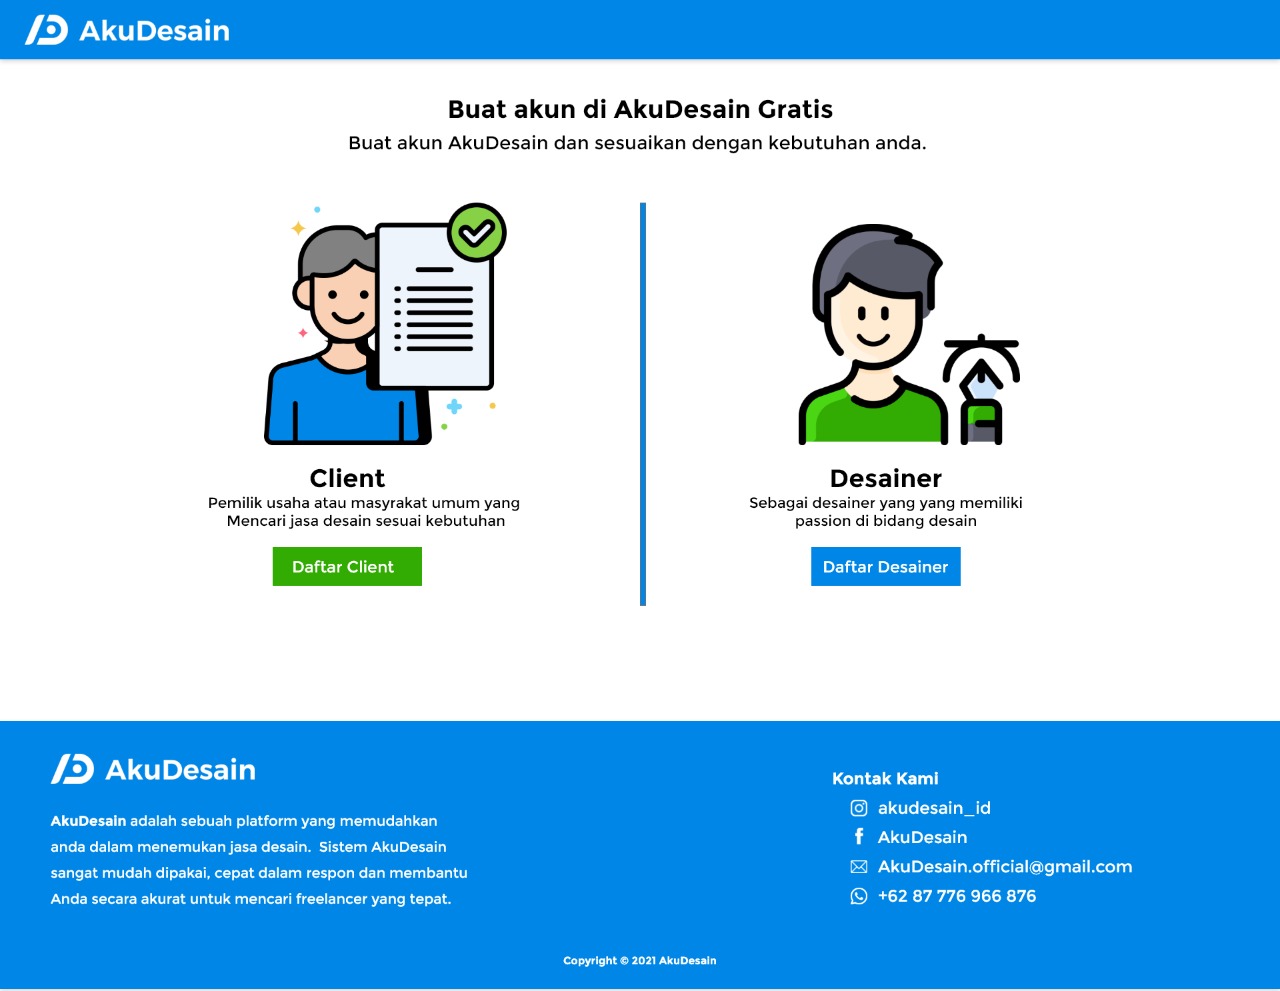 AkuDesain
Buat akun di AkuDesain Gratis
Buat akun AkuDesain dan sesuaikan dengan kebutuhan anda.
Client
Pemilik usaha atau masyrakat umum yang
Mencari jasa desain sesuai kebutuhan
Daftar Client
Desainer
Sebagai desainer yang yang memiliki
passion di bidang desain
Daftar Desainer
AkuDesain
AkuDesain adalah sebuah platform yang memudahkan
anda dalam menemukan jasa desain. Sistem AkuDesain
sangat mudah dipakai, cepat dalam respon dan membantu
Anda secara akurat untuk mencari freelancer yang tepat.
Kontak Kami
akudesain_id
AkuDesain
AkuDesain.official@gmail.com
+62 87 776 966 876
Copyright © 2021 AkuDesain